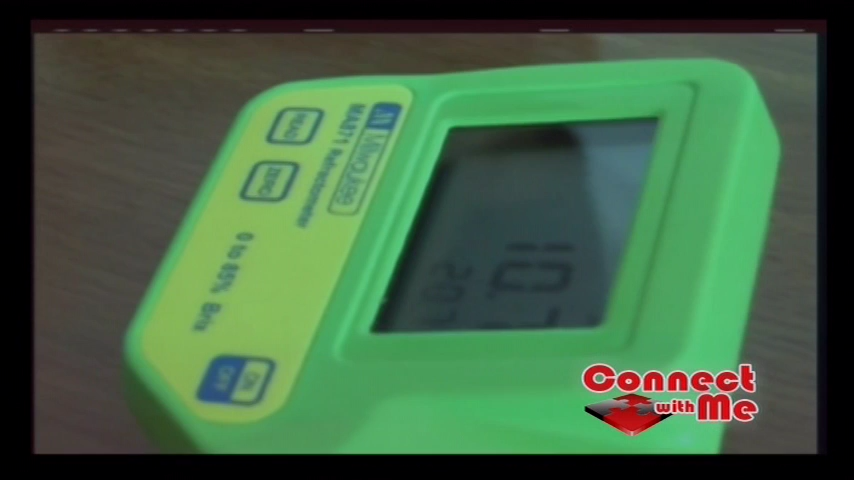 Milwaukee
MA871 Refractometer
READ
ZERO
0 to 85% Brix
ON
OFF
Connect
with Me